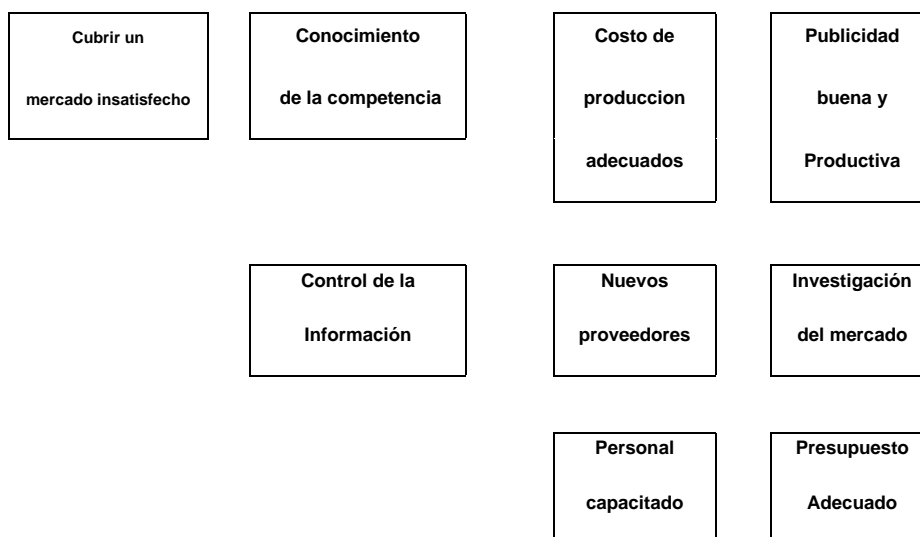 Cubrir un
mercado insatisfecho
Conocimiento
de la competencia
Costo de
produccion
adecuados
Publicidad
buena y
Productiva
Control de la
Información
Nuevos
proveedores
Investigación
del mercado
Personal
capacitado
Presupuesto
Adecuado